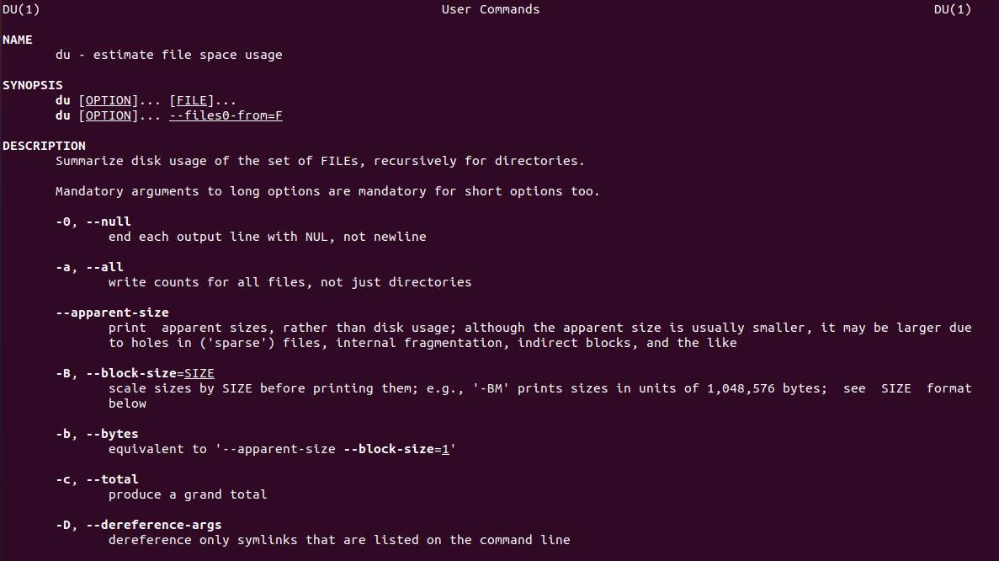 DU(1) User Commands DU(1)
NAME
du - estimate file space usage
SYNOPSIS
du [OPTION]... [FILE]...
du [OPTION]... --files0-from=F
DESCRIPTION
Summarize disk usage of the set of FILEs, recursively for directories.
Mandatory arguments to long options are mandatory for short options too.
-0, --null
end each output line with NUL, not newline
-a, --all
write counts for all files, not just directories
--apparent-size
print  apparent sizes, rather than disk usage; although the apparent size is usually smaller, it may be larger due
to holes in ('sparse') files, internal fragmentation, indirect blocks, and the like
-B, --block-size=SIZE
scale sizes by SIZE before printing them; e.g., '-BM' prints sizes in units of 1,048,576 bytes;  see  SIZE  format
below
-b, --bytes
equivalent to '--apparent-size --block-size=1'
-c, --total
produce a grand total
-D, --dereference-args
dereference only symlinks that are listed on the command line